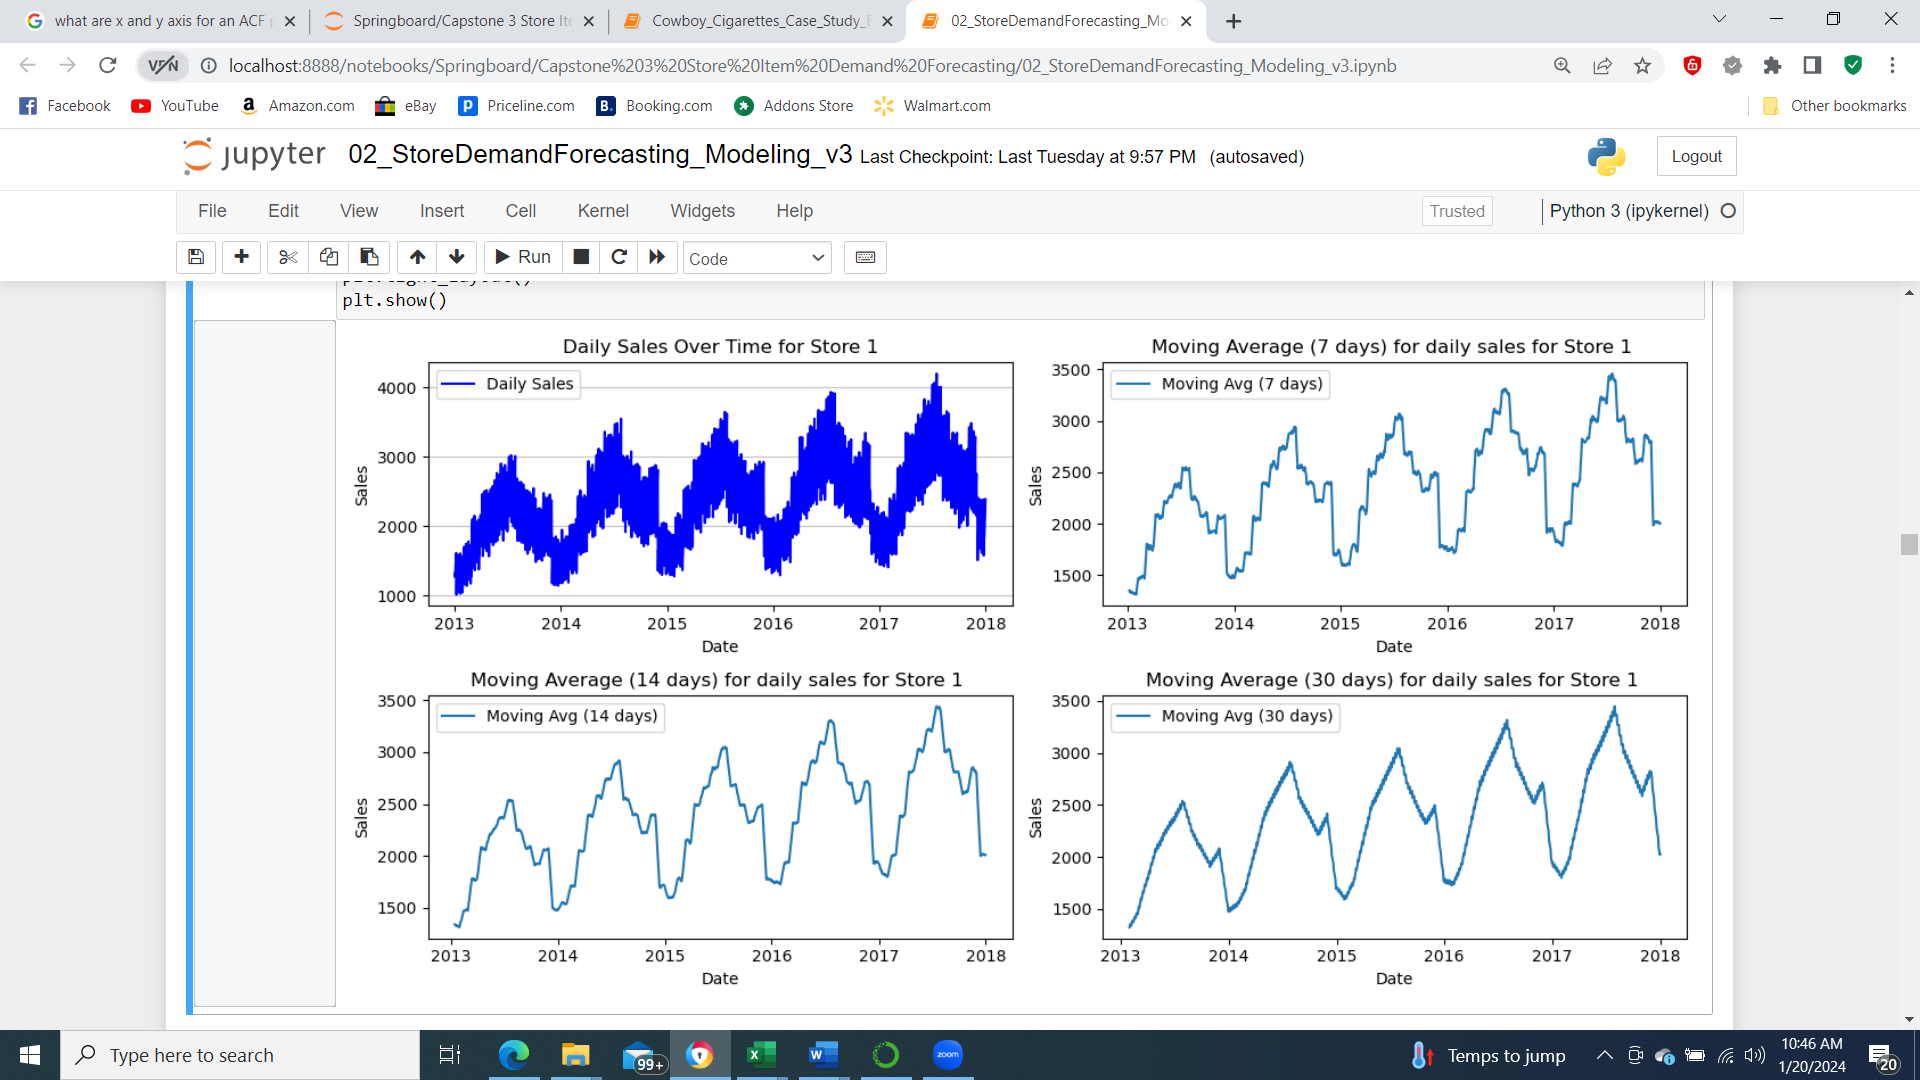 what are x and y axis for an ACF
Springboard/Capstone 3 Store Ite
Cowboy_Cigarettes_Case_Study_
02_StoreDemandForecasting_Mo
VPN
localhost:8888/notebooks/Springboard/Capstone%203%20Store%20Item%20Demand%20Forecasting/02_StoreDemandForecasting_Modeling_v3.ipynb
Facebook YouTube Amazon.com eBay Priceline.com Booking.com Addons Store Walmart.com Other bookmarks
jupyter 02_StoreDemandForecasting_Modeling_v3 Last Checkpoint: Last Tuesday at 9:57 PM (autosaved) Logout
File Edit View Insert Cell Kernel Widgets Help Trusted Python 3 (ipykernel)
Run Code
plt.tight_layout()
plt.show()
Daily Sales Over Time for Store 1
Daily Sales
4000
3000
2000
1000
Sales
2013 2014 2015 2016 2017 2018
Date
Moving Average (7 days) for daily sales for Store 1
Moving Avg (7 days)
3500
3000
2500
2000
1500
Sales
2013 2014 2015 2016 2017 2018
Date
Moving Average (14 days) for daily sales for Store 1
Moving Avg (14 days)
3500
3000
2500
2000
1500
Sales
2013 2014 2015 2016 2017 2018
Date
Moving Average (30 days) for daily sales for Store 1
Moving Avg (30 days)
3500
3000
2500
2000
1500
Sales
2013 2014 2015 2016 2017 2018
Date
Type here to search
99+
zoom
Temps to jump
10:46 AM
1/20/2024
20